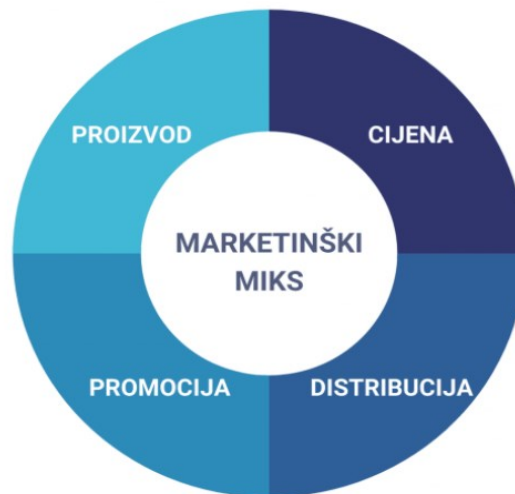 PROIZVOD
CIJENA
MARKETINŠKI
MIKS
PROMOCIJA
DISTRIBUCIJA